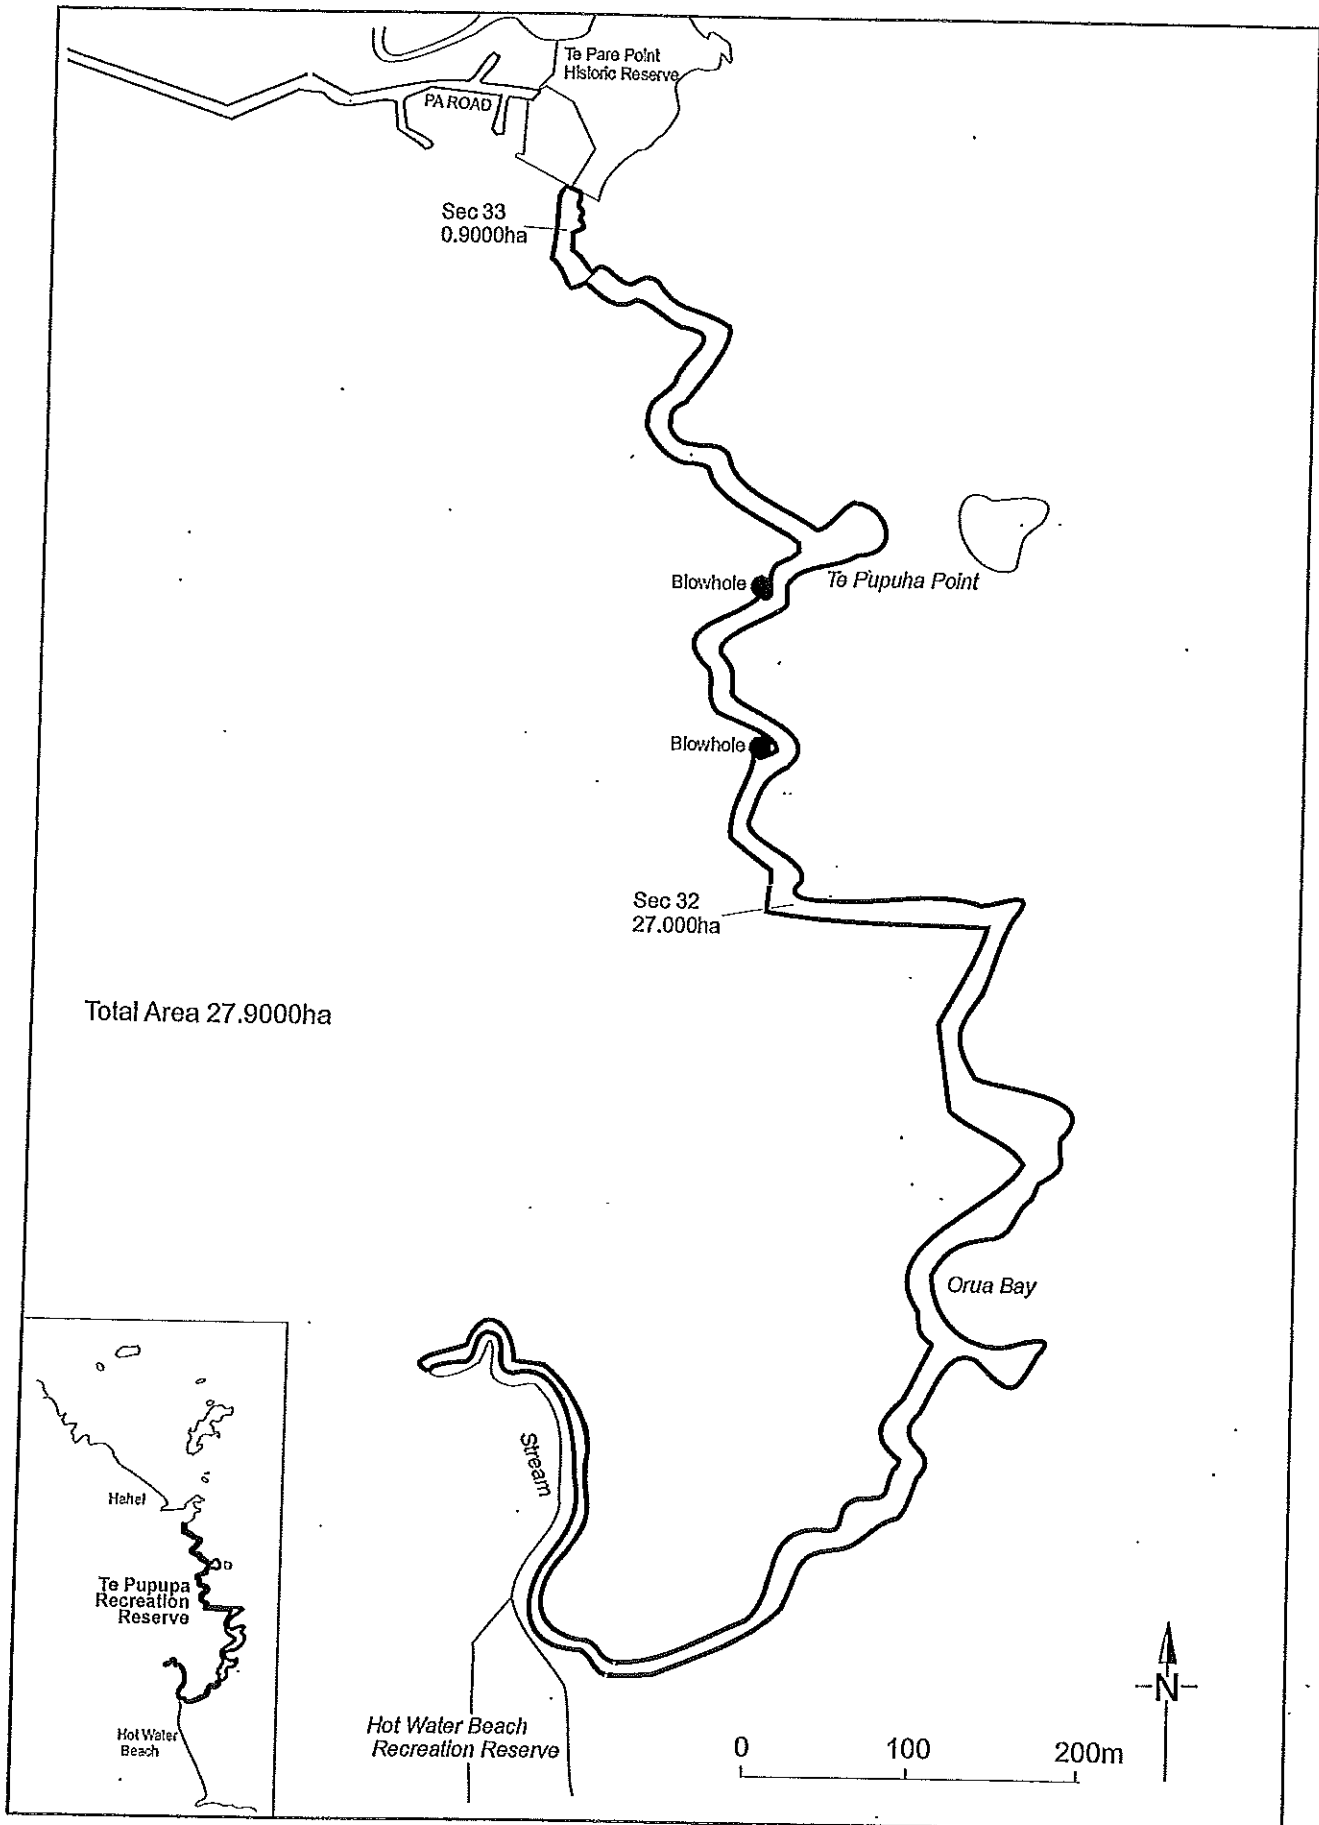 Te Pare Point
Historic Reserve
PA ROAD
Sec 33
0.9000ha
Blowhole
Te Pupuha Point
Blowhole
Sec 32
27.000ha
Total Area 27.9000ha
Orua Bay
Stream
Hahei
Te Pupupa
Recreation
Reserve
Hot Water
Beach
Hot Water Beach
Recreation Reserve
0 100 200m
N